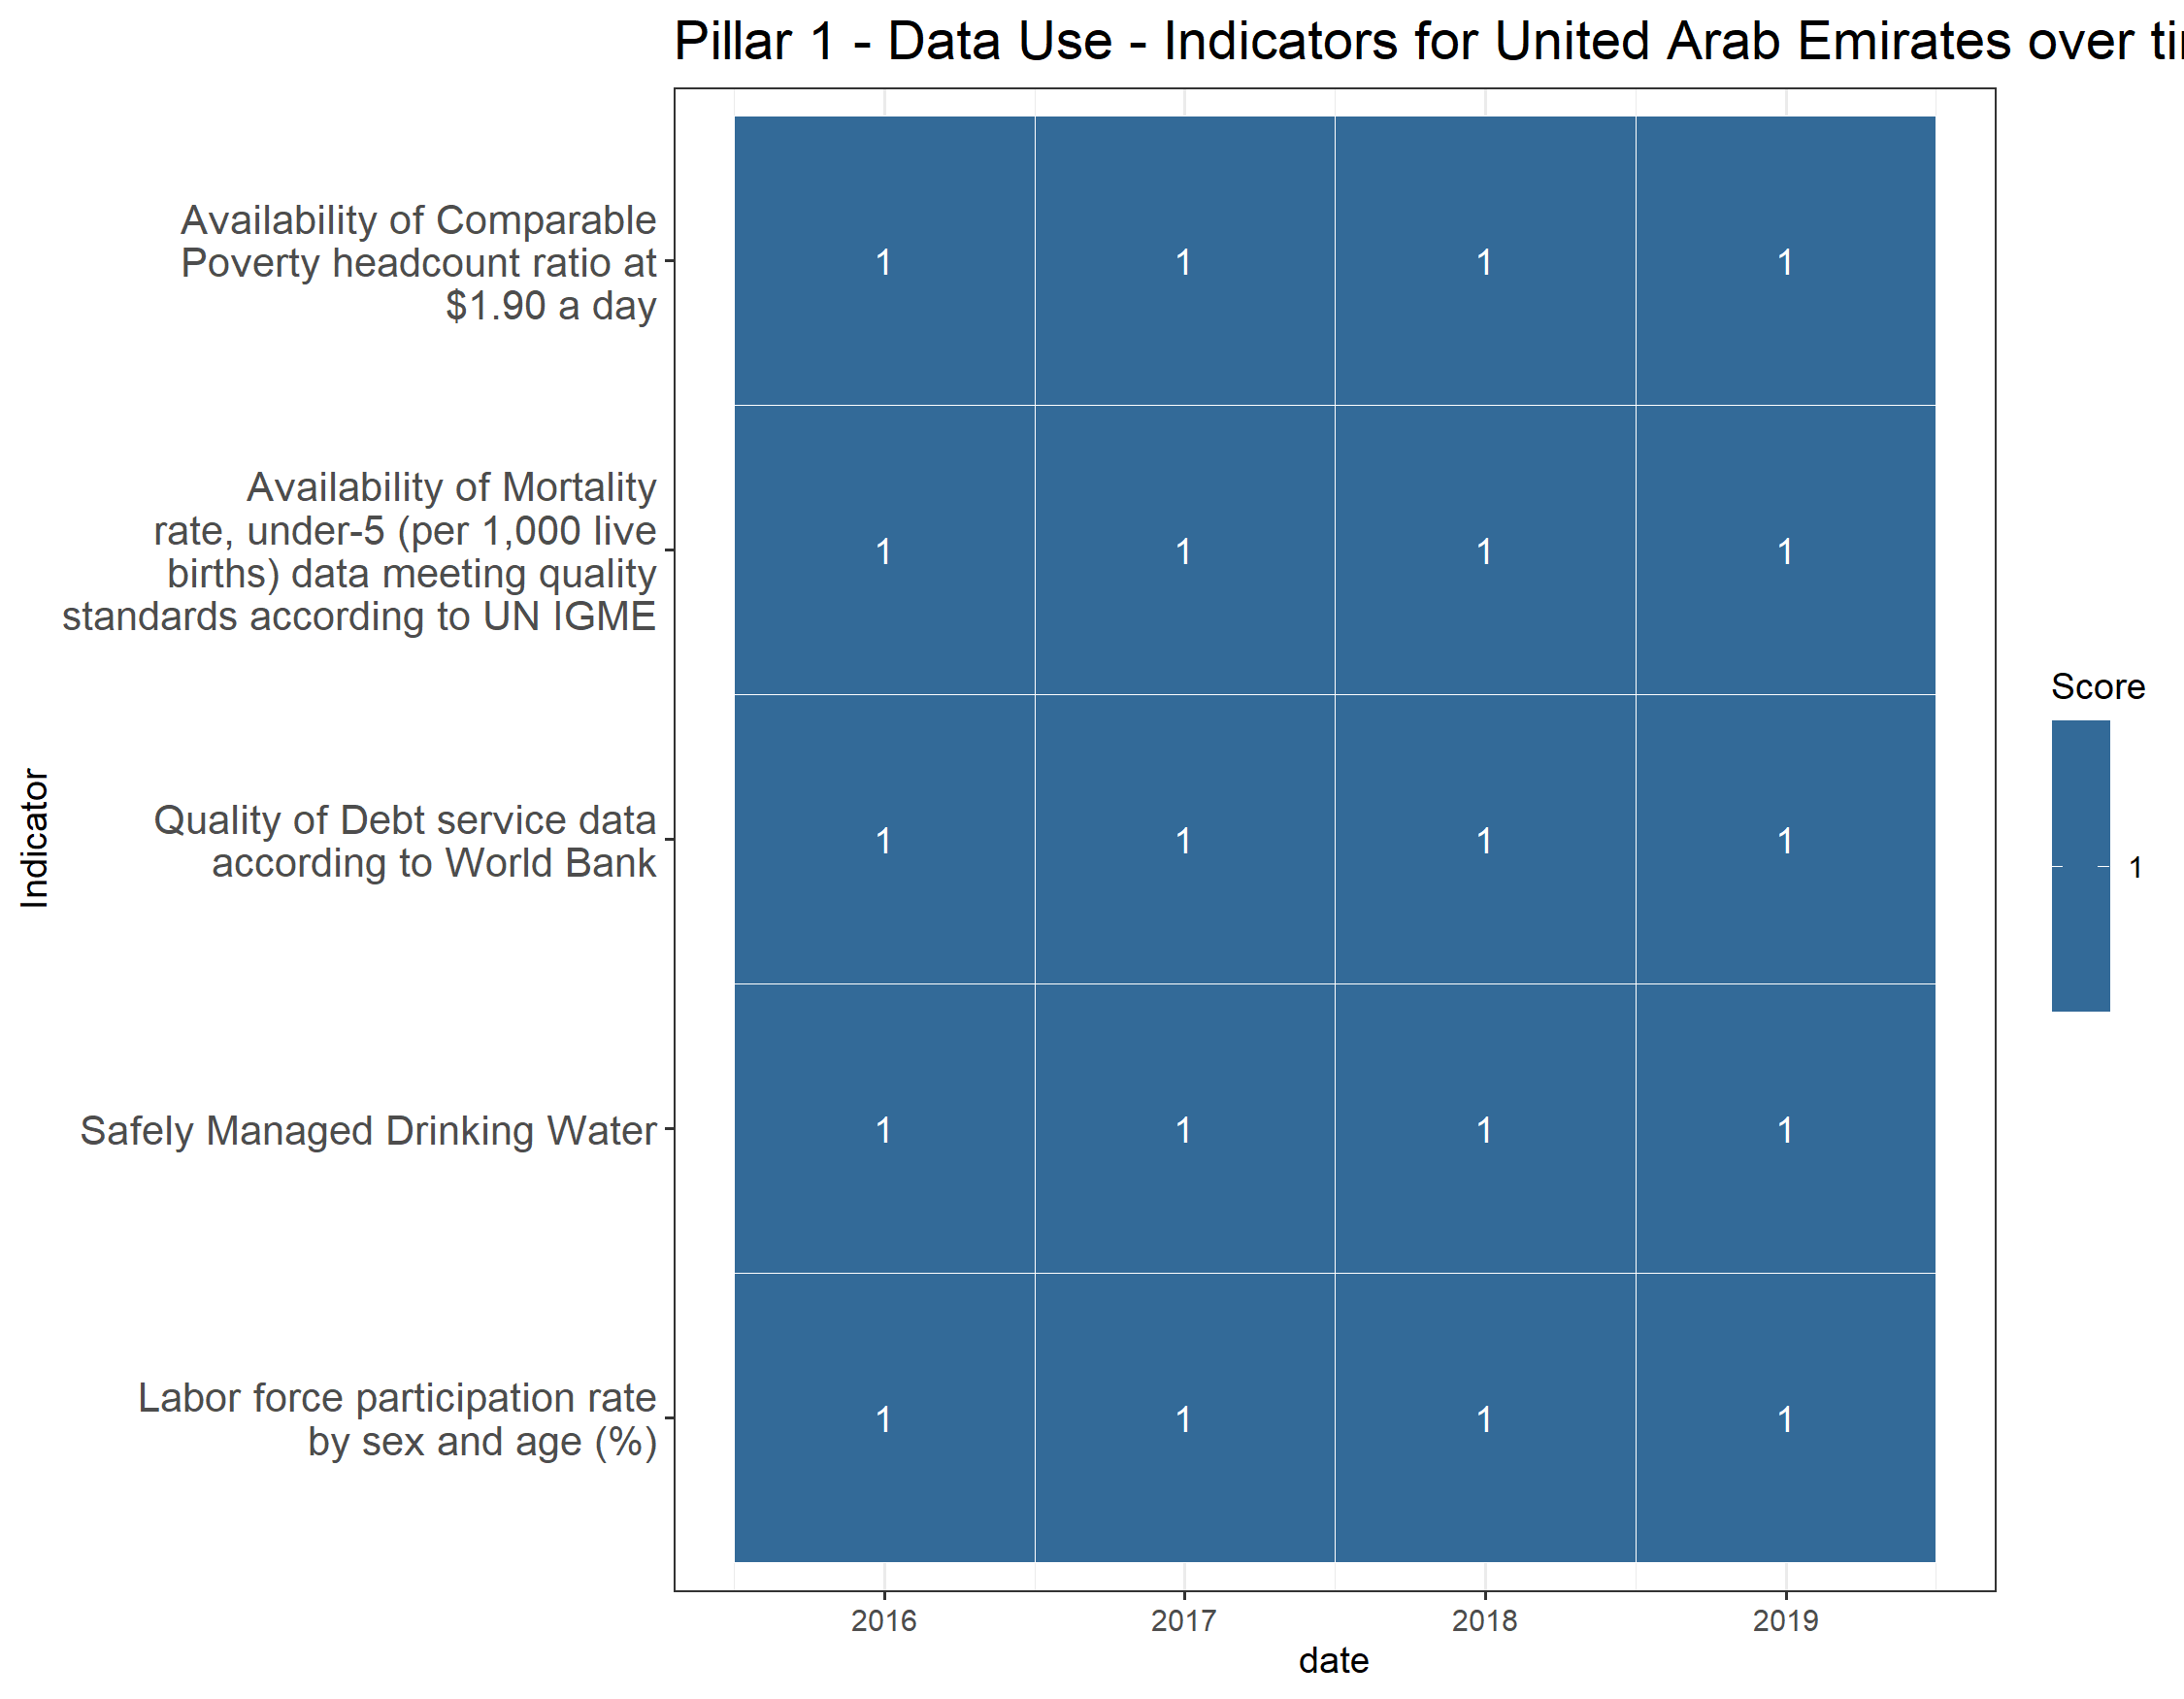 Pillar 1 - Data Use - Indicators for United Arab Emirates over ti
Availability of Comparable
Poverty headcount ratio at
$1.90 a day
1 1 1 1
Availability of Mortality
rate, under-5 (per 1,000 live
births) data meeting quality
standards according to UN IGME
1 1 1 1
Quality of Debt service data
according to World Bank
1 1 1 1
Safely Managed Drinking Water
1 1 1 1
Labor force participation rate
by sex and age (%)
1 1 1 1
Indicator
2016 2017 2018 2019
date
Score
1